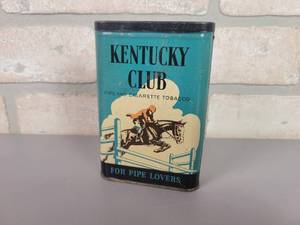 KENTUCKY
CLUB
PIPE AND CIGARETTE TOBACCO
FOR PIPE LOVERS